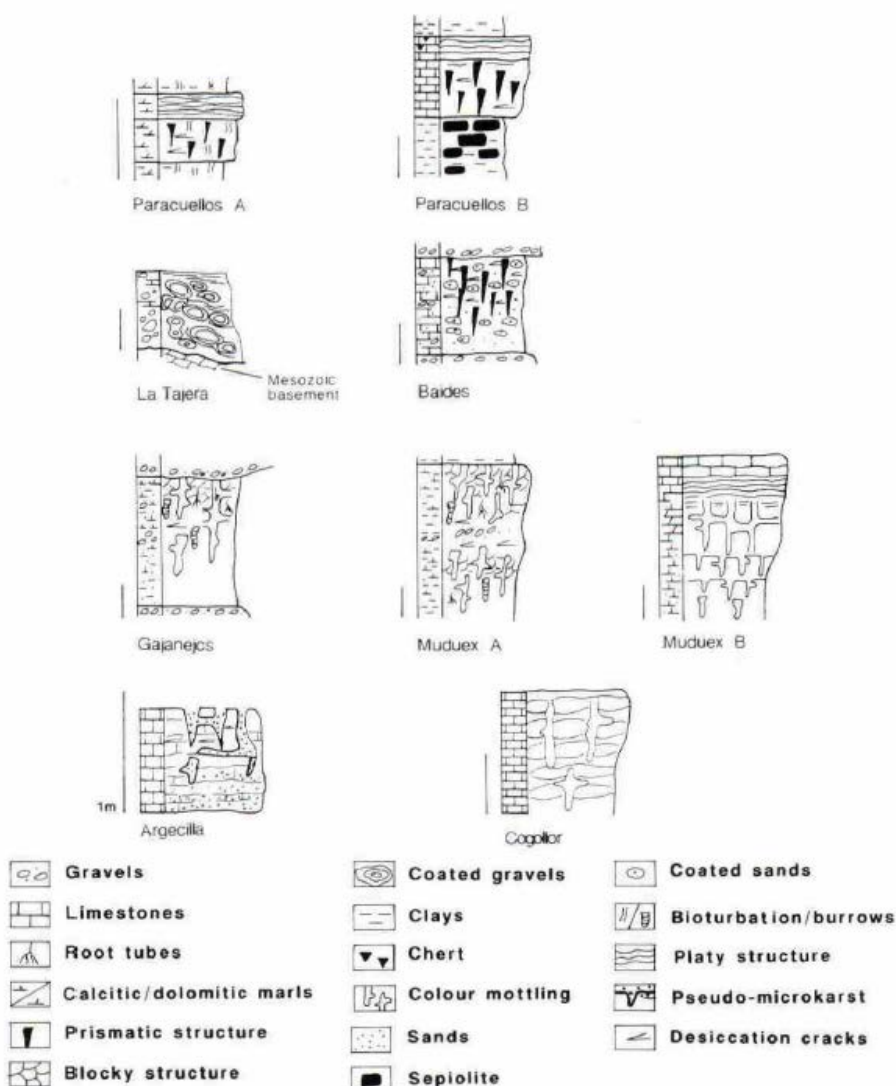 Paracuellos A
Paracuellos B
La Tajera
Mesozoic
basement
Baides
Gajanejos
Muduex A
Muduex B
1m
Argecilla
Cogollor
Gravels
Coated gravels
Coated sands
Limestones
Clays
Bioturbation/burrows
Root tubes
Chert
Platy structure
Calcitic/dolomitic marls
Colour mottling
Pseudo-microkarst
Prismatic structure
Sands
Desiccation cracks
Blocky structure
Sepiolite